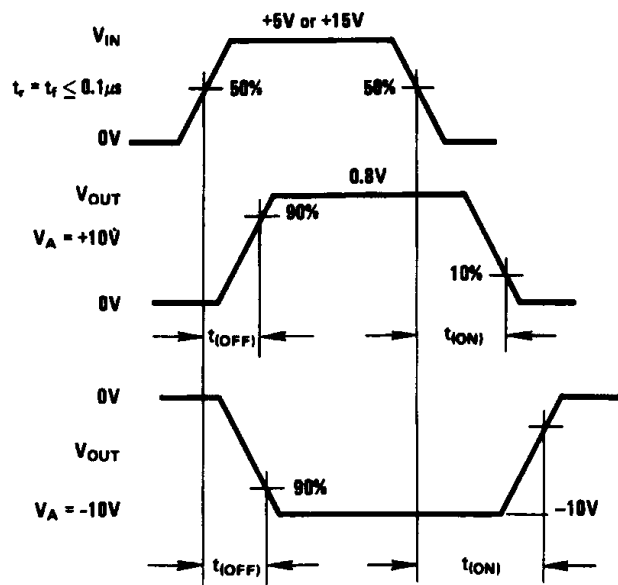 +5V or +15V
VIN
tr = tf ≤ 0.1μs
50%
50%
0V
0.8V
VOUT
90%
VA = +10V
10%
0V
t(OFF)
t(ON)
0V
VOUT
90%
VA = -10V
-10V
t(OFF)
t(ON)